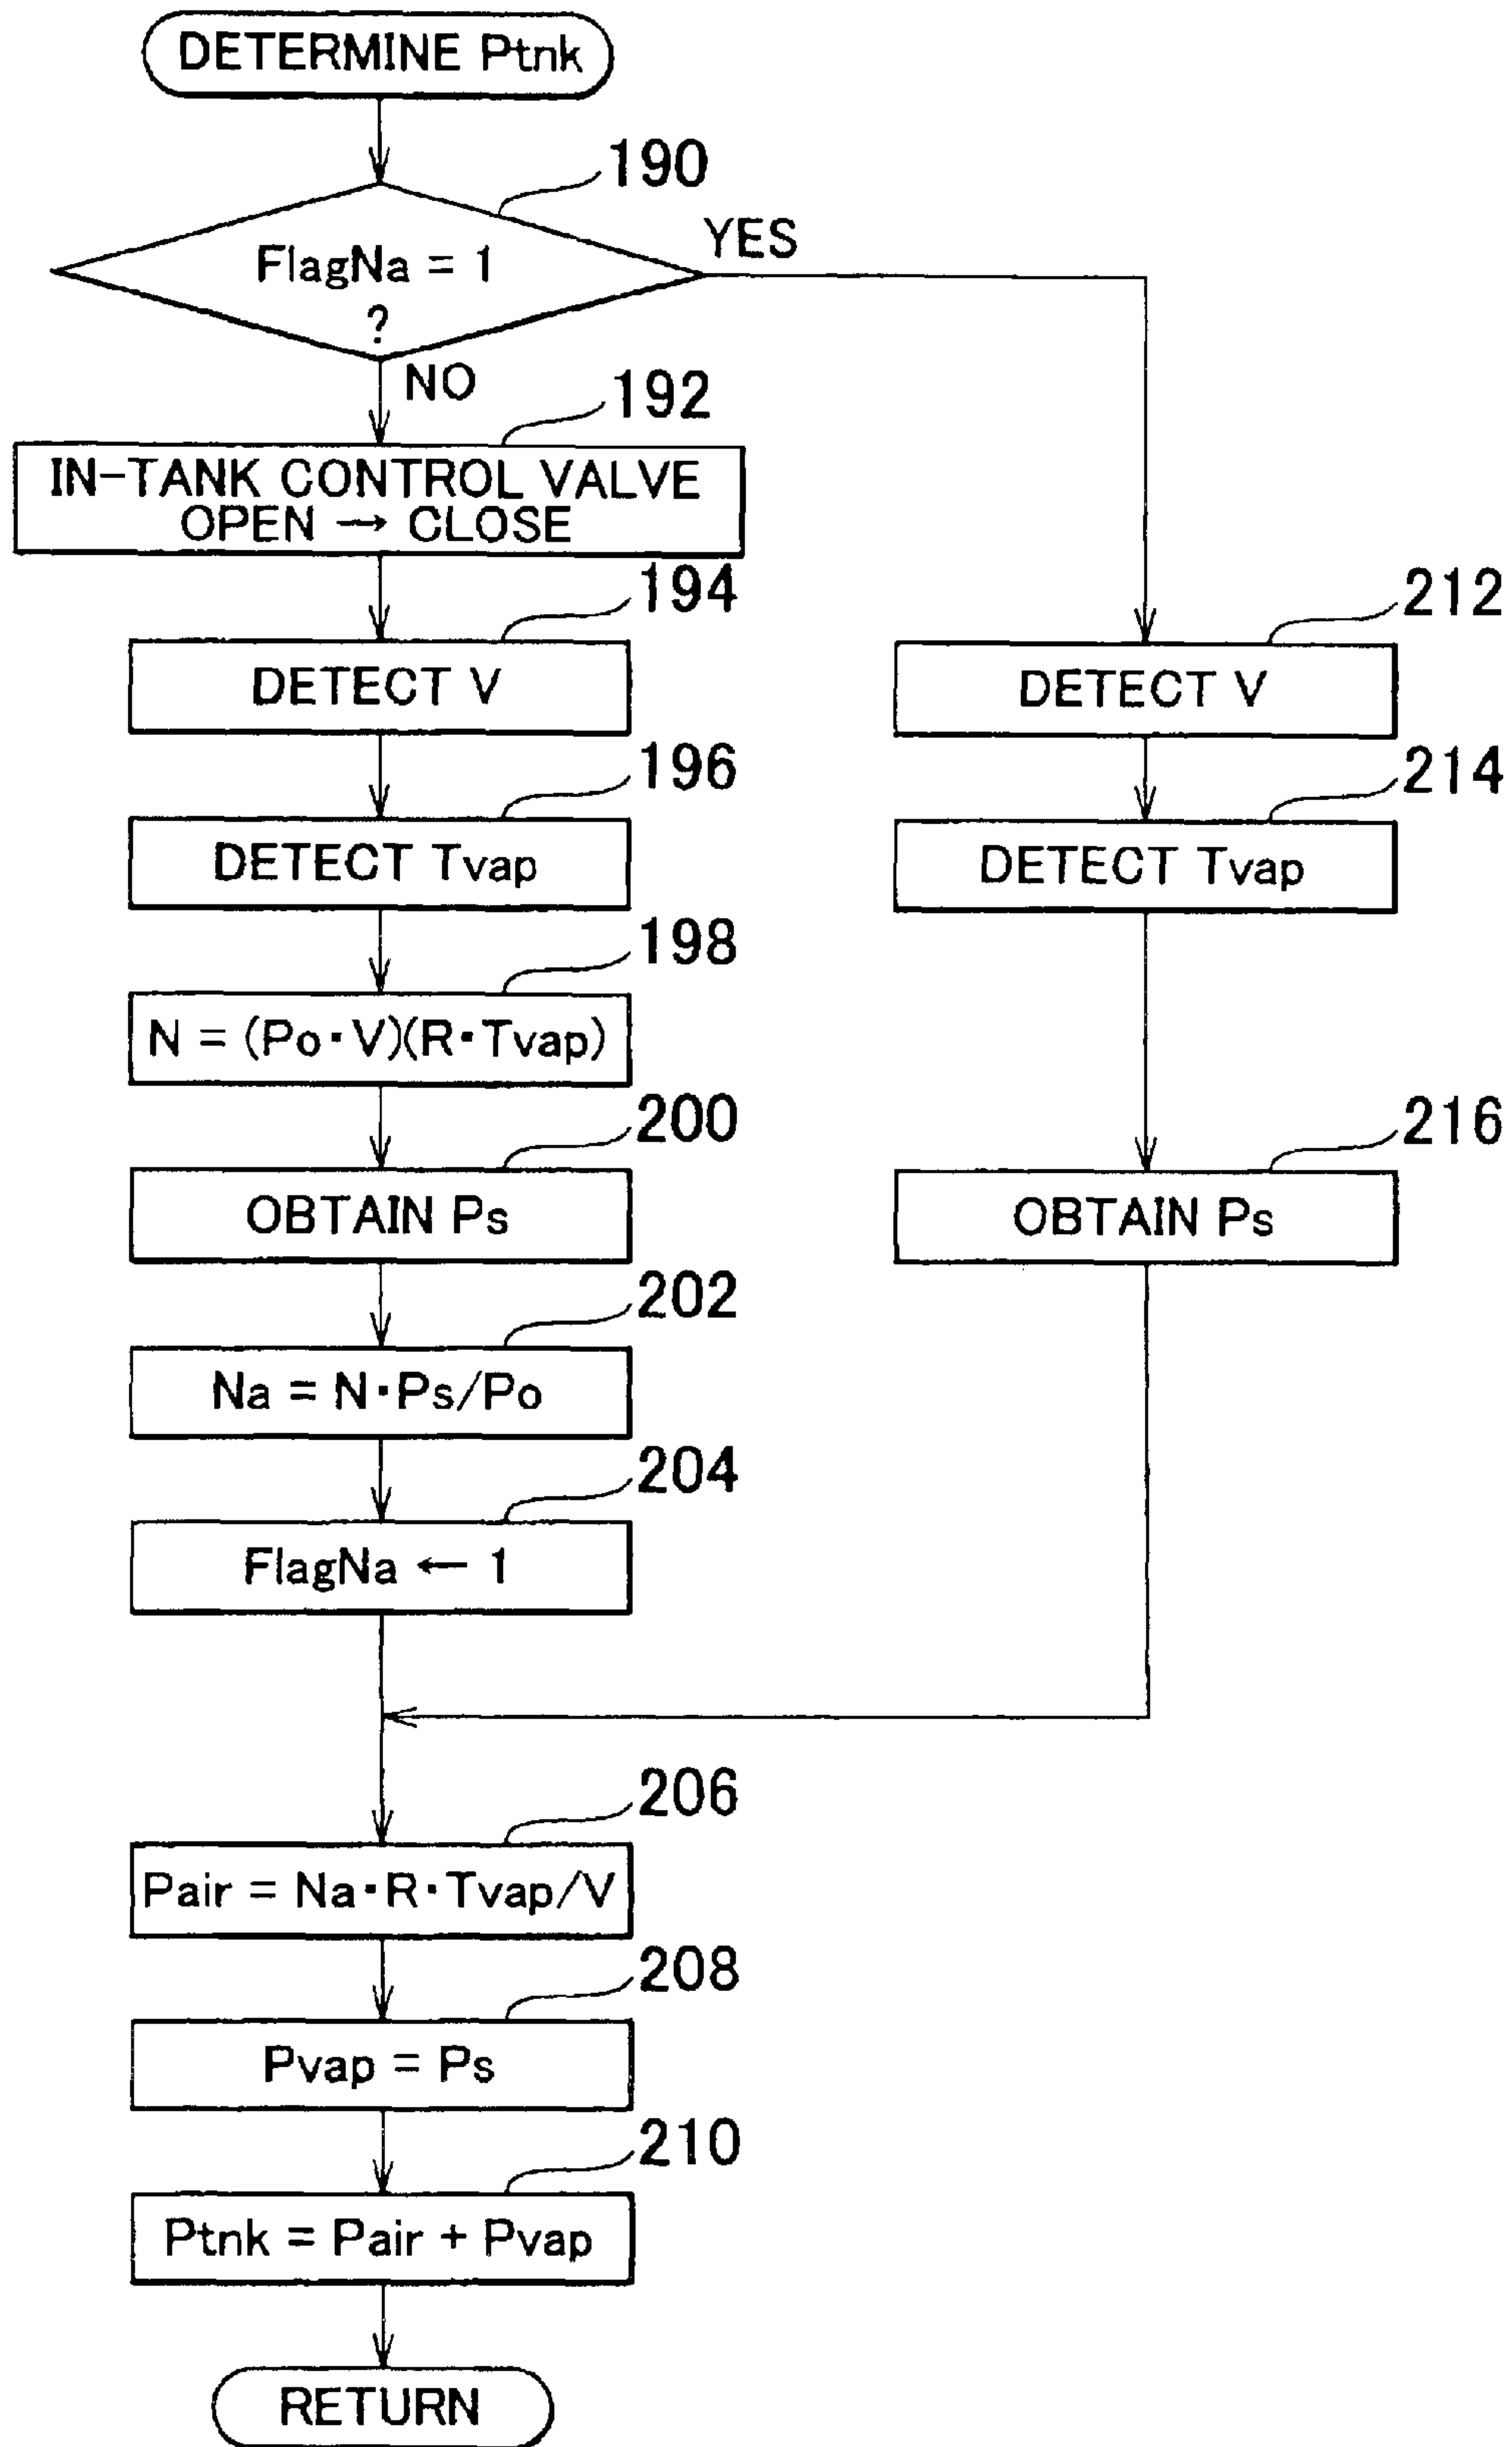 DETERMINE Ptnk
190
FlagNa = 1
?
YES
NO
192
IN-TANK CONTROL VALVE
OPEN → CLOSE
194
DETECT V
196
DETECT Tvap
198
N = (Po·V)(R·Tvap)
200
OBTAIN Ps
202
Na = N·Ps/Po
204
FlagNa ← 1
212
DETECT V
214
DETECT Tvap
216
OBTAIN Ps
206
Pair = Na·R·Tvap/V
208
Pvap = Ps
210
Ptnk = Pair + Pvap
RETURN